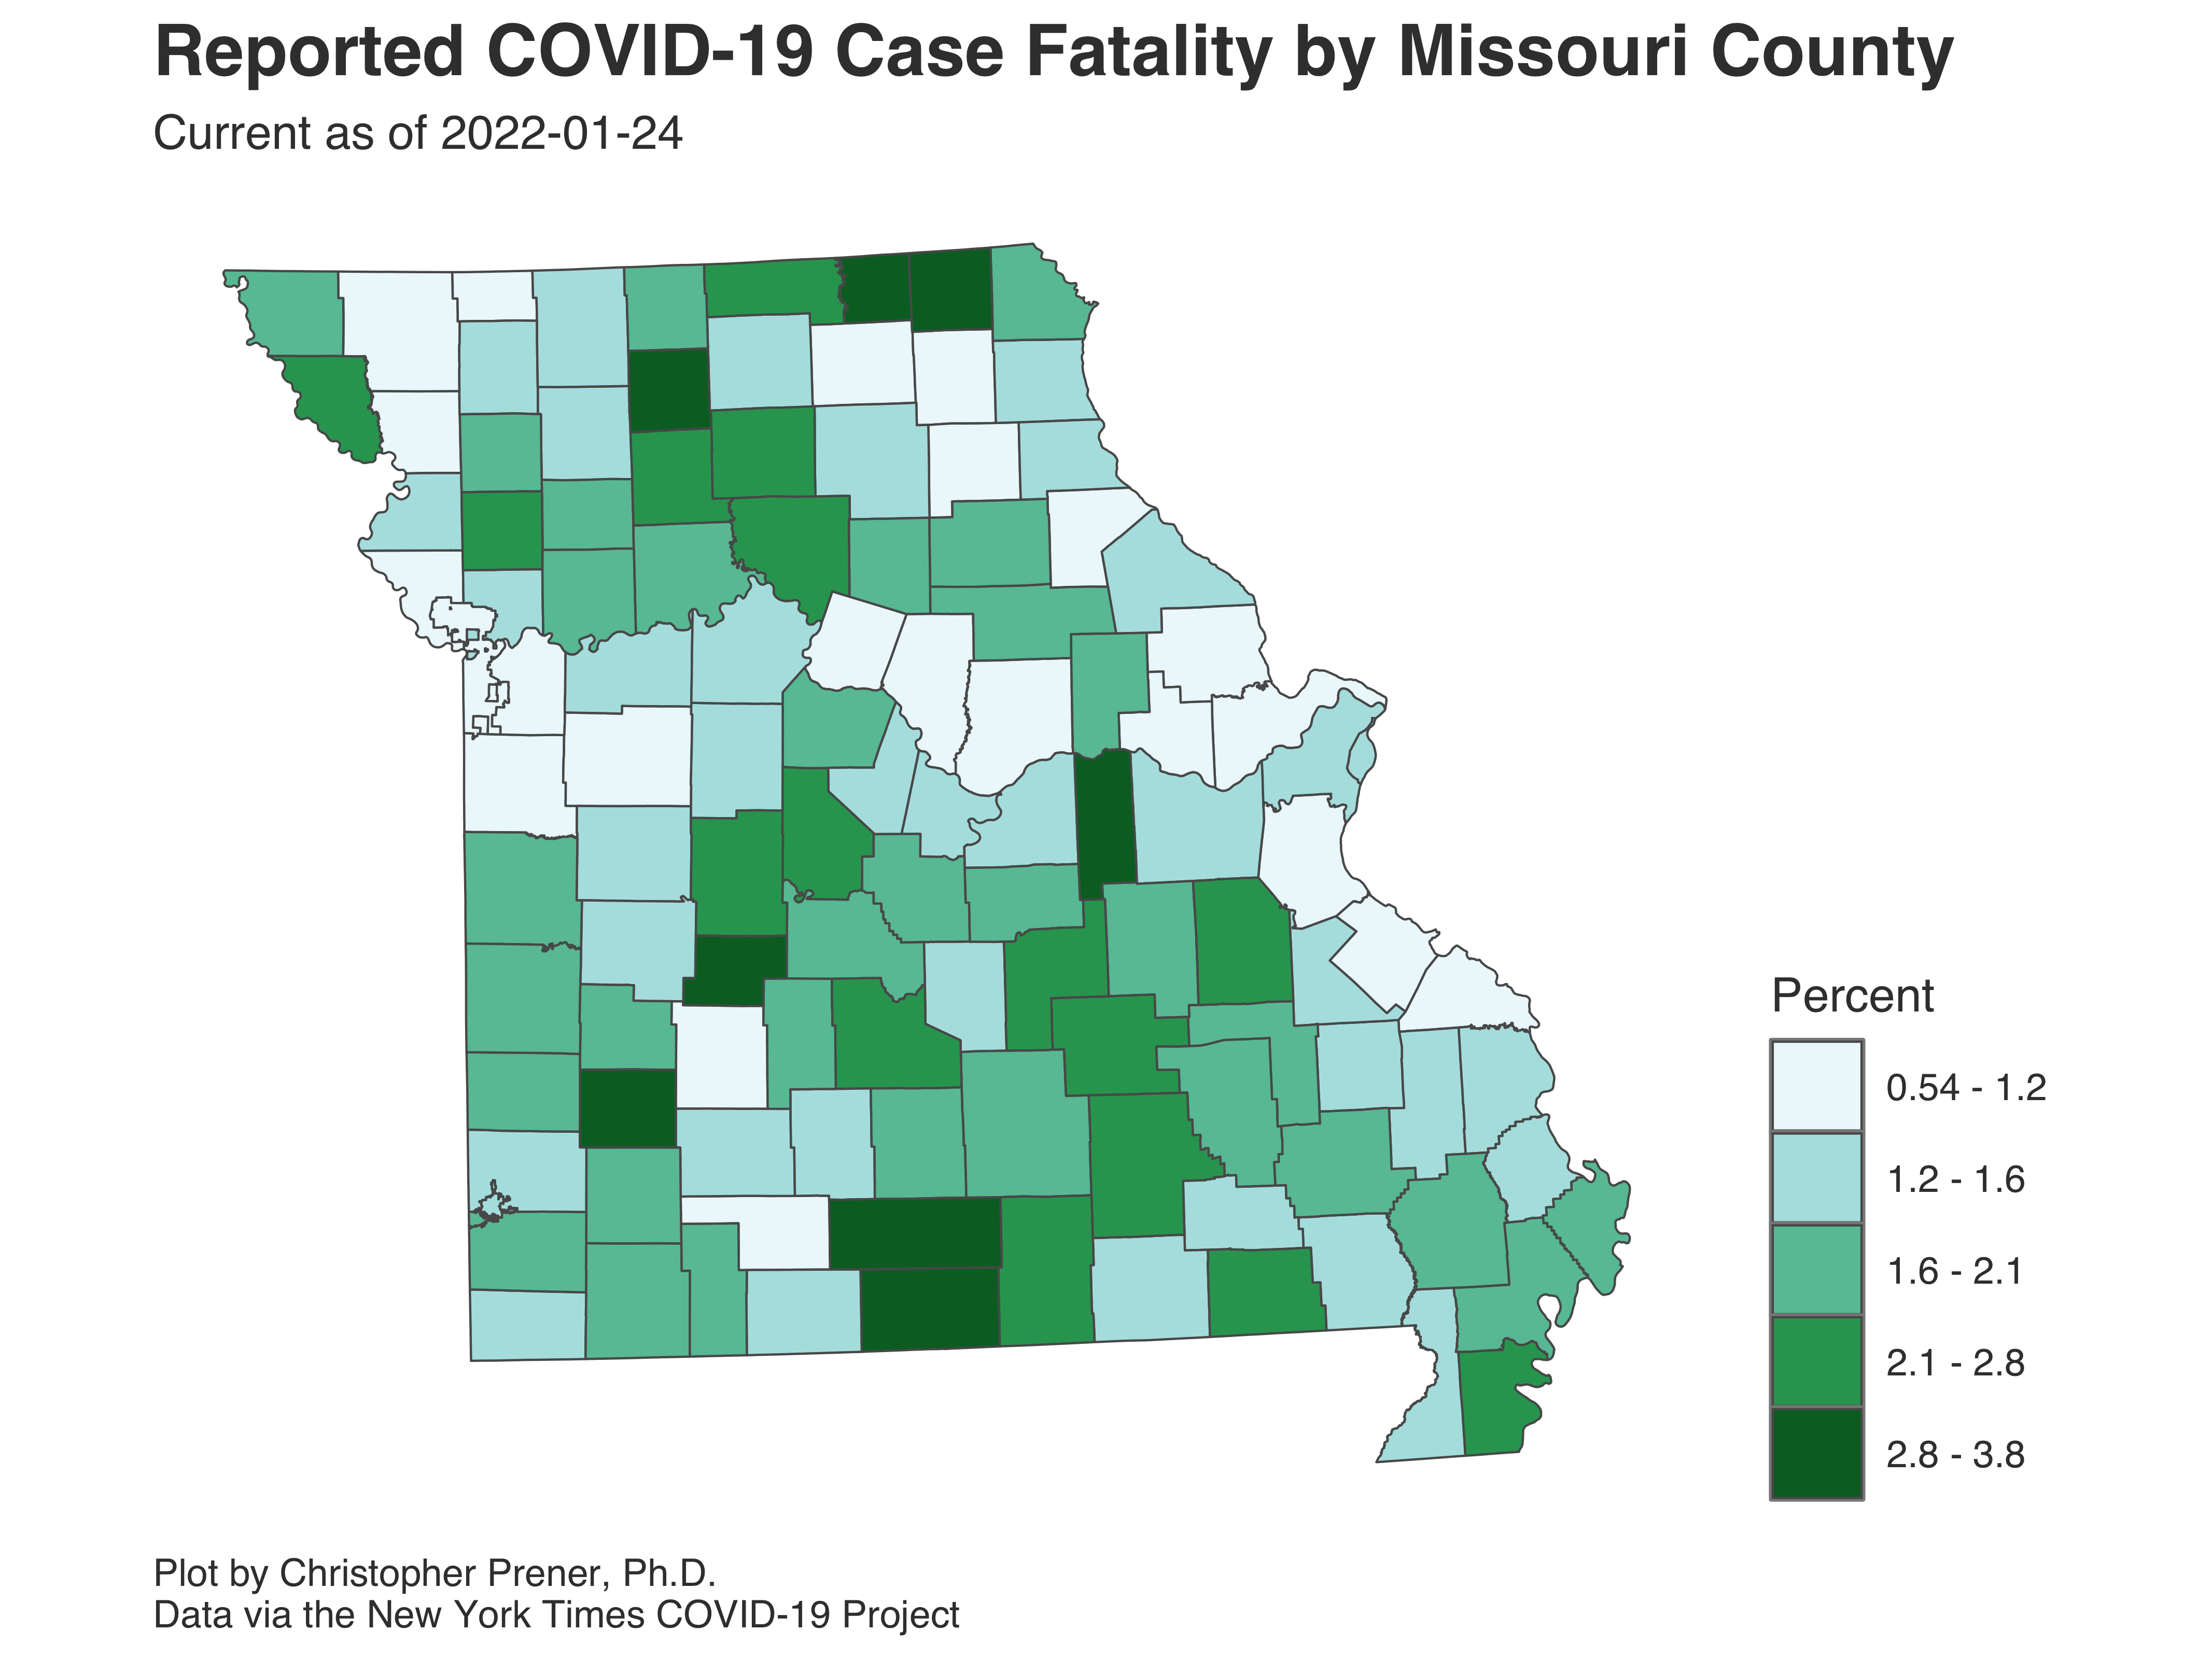 Reported COVID-19 Case Fatality by Missouri County
Current as of 2022-01-24
Percent
0.54 - 1.2
1.2 - 1.6
1.6 - 2.1
2.1 - 2.8
2.8 - 3.8
Plot by Christopher Prener, Ph.D.
Data via the New York Times COVID-19 Project